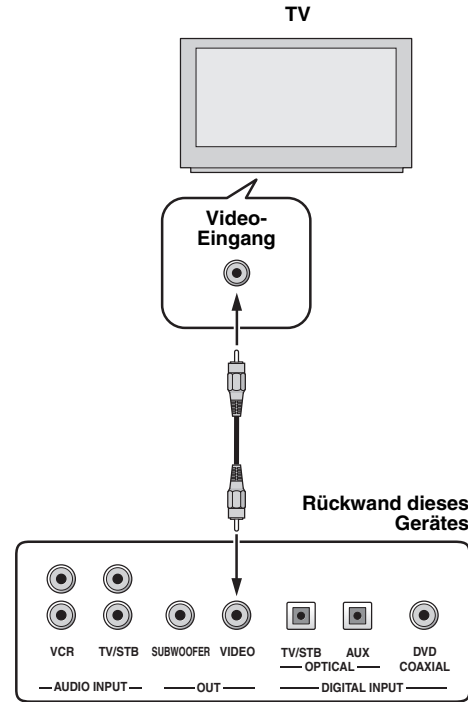 TV
Video-
Eingang
Rückwand dieses
Gerätes
VCR TV/STB SUBWOOFER VIDEO TV/STB AUX DVD
OPTICAL COAXIAL
AUDIO INPUT OUT DIGITAL INPUT